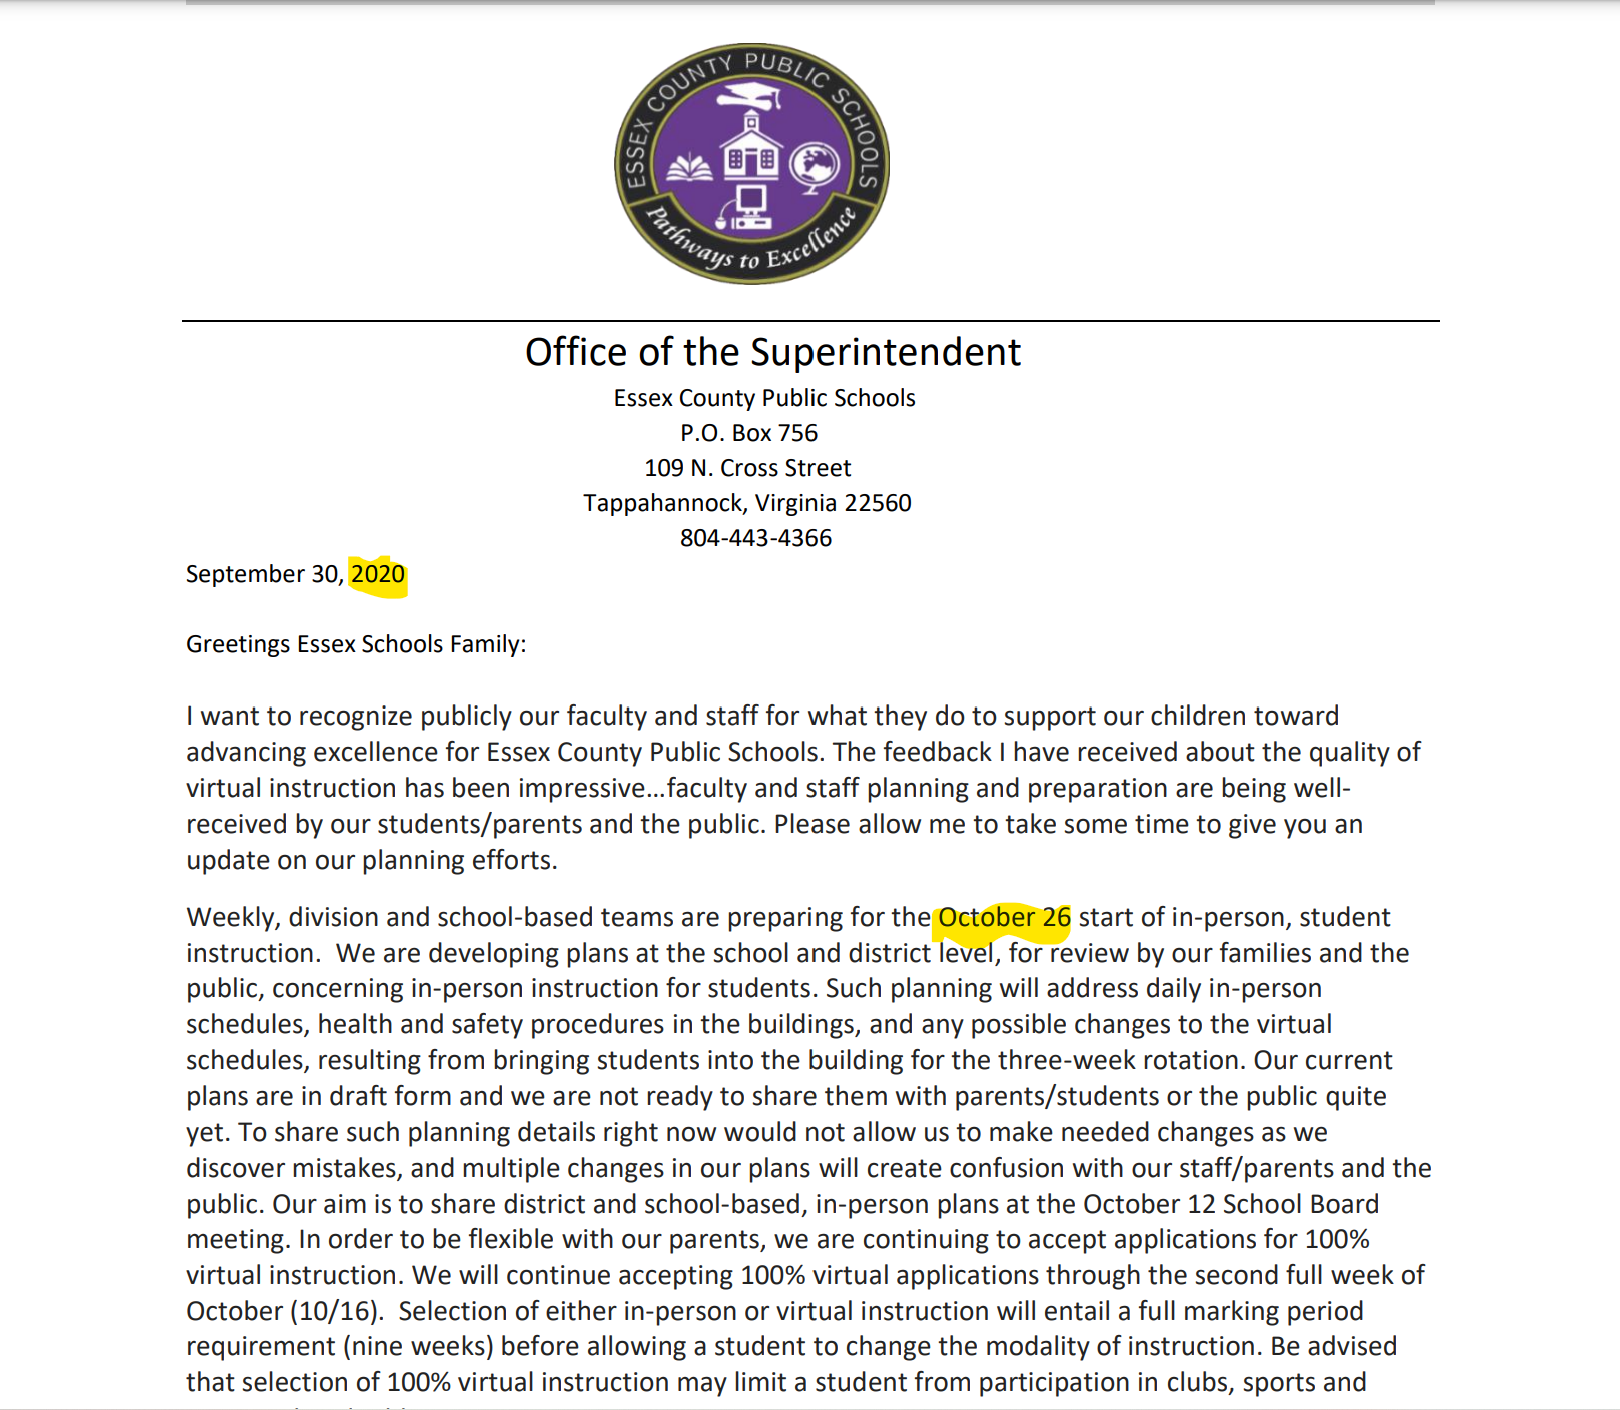 ESSEX COUNTY PUBLIC SCHOOLS
Pathways to Excellence
Office of the Superintendent
Essex County Public Schools
P.O. Box 756
109 N. Cross Street
Tappahannock, Virginia 22560
804-443-4366
September 30, 2020
Greetings Essex Schools Family:
I want to recognize publicly our faculty and staff for what they do to support our children toward
advancing excellence for Essex County Public Schools. The feedback I have received about the quality of
virtual instruction has been impressive...faculty and staff planning and preparation are being well-
received by our students/parents and the public. Please allow me to take some time to give you an
update on our planning efforts.
Weekly, division and school-based teams are preparing for the October 26 start of in-person, student
instruction.  We are developing plans at the school and district level, for review by our families and the
public, concerning in-person instruction for students. Such planning will address daily in-person
schedules, health and safety procedures in the buildings, and any possible changes to the virtual
schedules, resulting from bringing students into the building for the three-week rotation. Our current
plans are in draft form and we are not ready to share them with parents/students or the public quite
yet. To share such planning details right now would not allow us to make needed changes as we
discover mistakes, and multiple changes in our plans will create confusion with our staff/parents and the
public. Our aim is to share district and school-based, in-person plans at the October 12 School Board
meeting. In order to be flexible with our parents, we are continuing to accept applications for 100%
virtual instruction. We will continue accepting 100% virtual applications through the second full week of
October (10/16).  Selection of either in-person or virtual instruction will entail a full marking period
requirement (nine weeks) before allowing a student to change the modality of instruction. Be advised
that selection of 100% virtual instruction may limit a student from participation in clubs, sports and